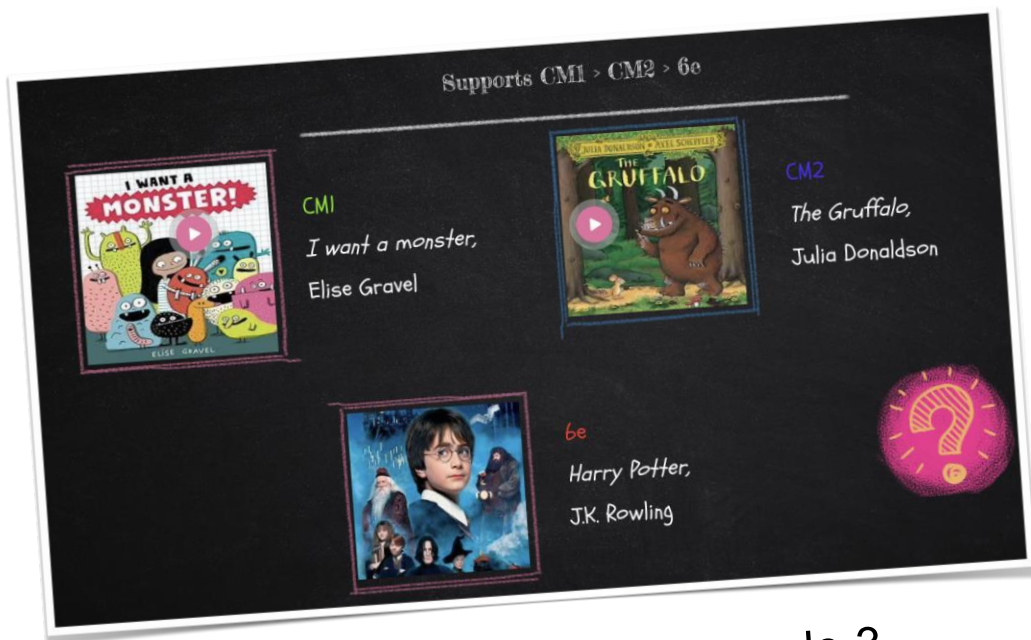 Supports CM1 > CM2 > 6e
I WANT A
MONSTER!
ELISE GRAVEL
CM1
I want a monster,
Elise Gravel
JULIA DONALDSON • AXEL SCHEFFLER
THE
GRUFFALO
CM2
The Gruffalo,
Julia Donaldson
6e
Harry Potter,
J.K. Rowling
?